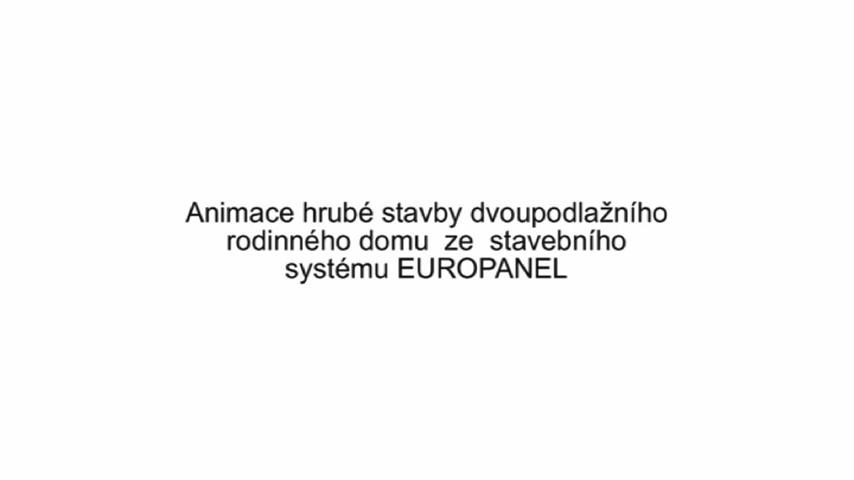 Animace hrubé stavby dvoupodlažního
rodinného domu ze stavebního
systému EUROPANEL